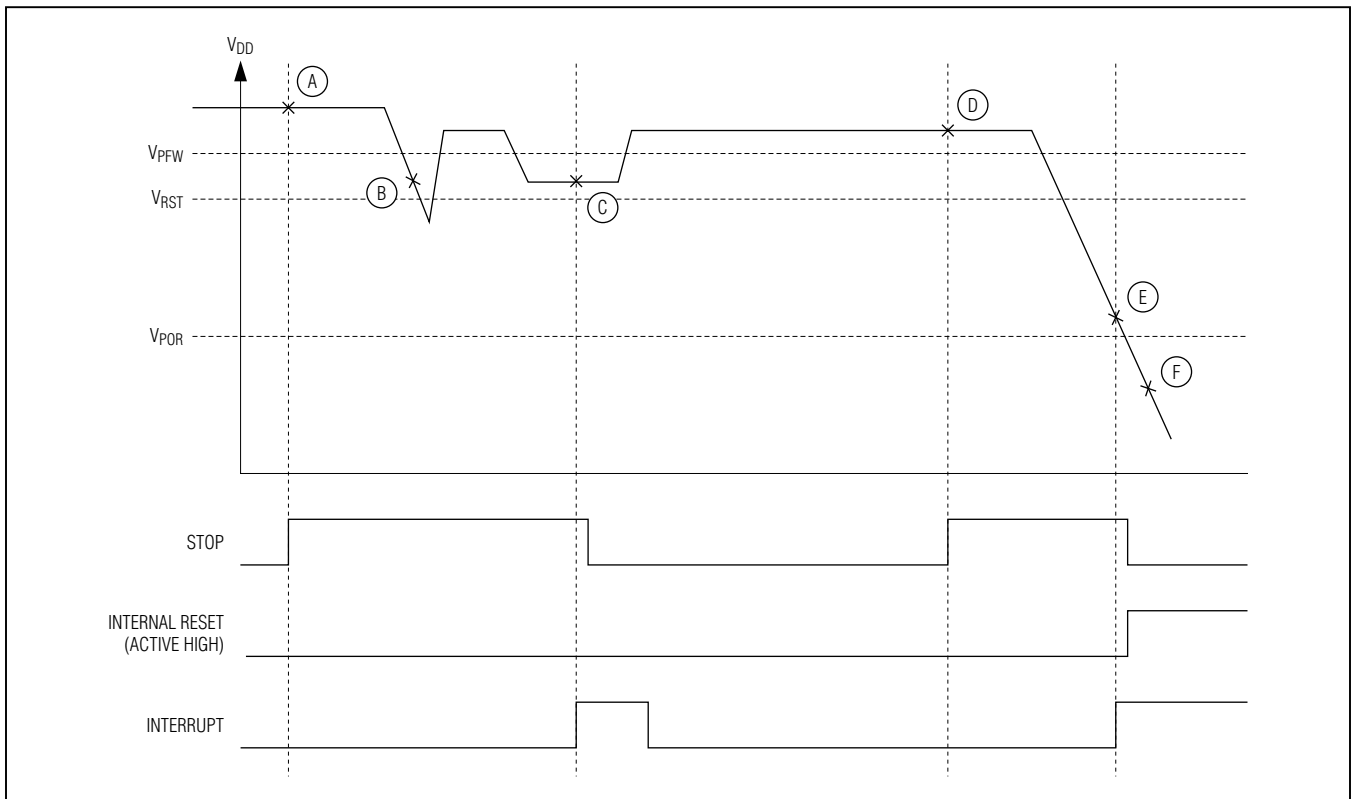 VDD
A
D
VPFW
B
VRST
C
E
VPOR
F
STOP
INTERNAL RESET
(ACTIVE HIGH)
INTERRUPT